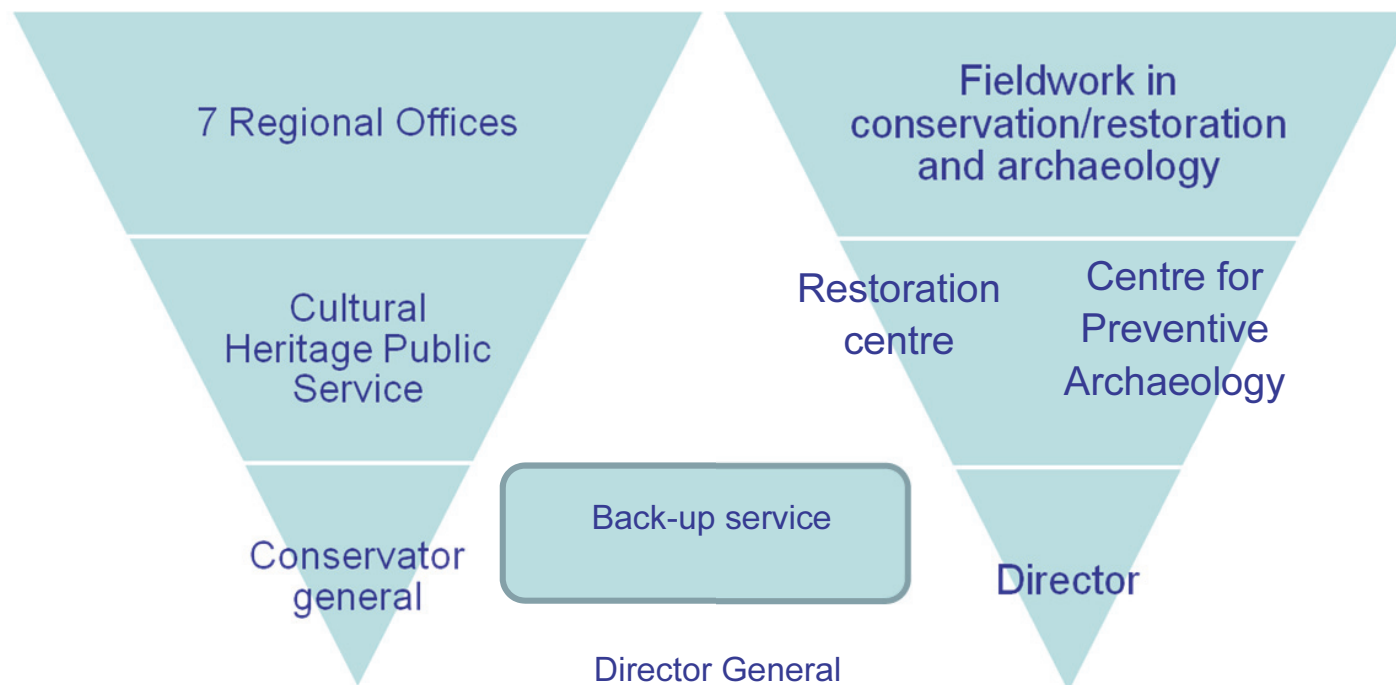 7 Regional Offices
Cultural
Heritage Public
Service
Conservator
general
Fieldwork in
conservation/restoration
and archaeology
Restoration
centre
Centre for
Preventive
Archaeology
Director
Back-up service
Director General